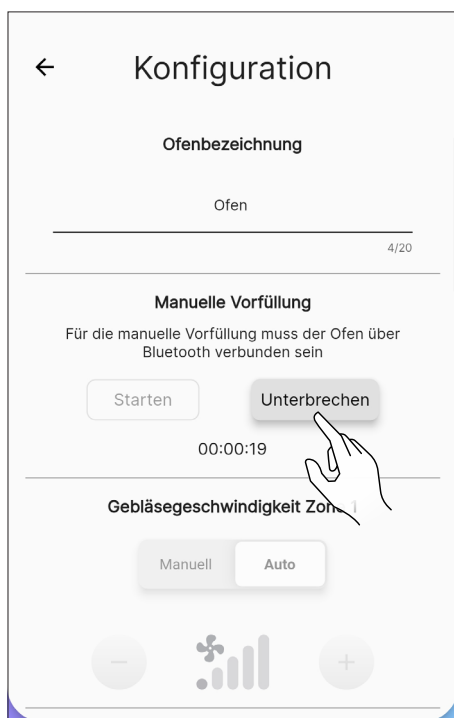 Konfiguration
Ofenbezeichnung
Ofen
4/20
Manuelle Vorfüllung
Für die manuelle Vorfüllung muss der Ofen über
Bluetooth verbunden sein
Starten
Unterbrechen
00:00:19
Gebläsegeschwindigkeit Zone 1
Manuell
Auto